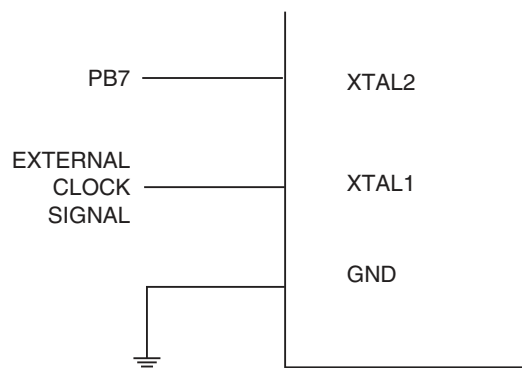 PB7
XTAL2
EXTERNAL
CLOCK
SIGNAL
XTAL1
GND